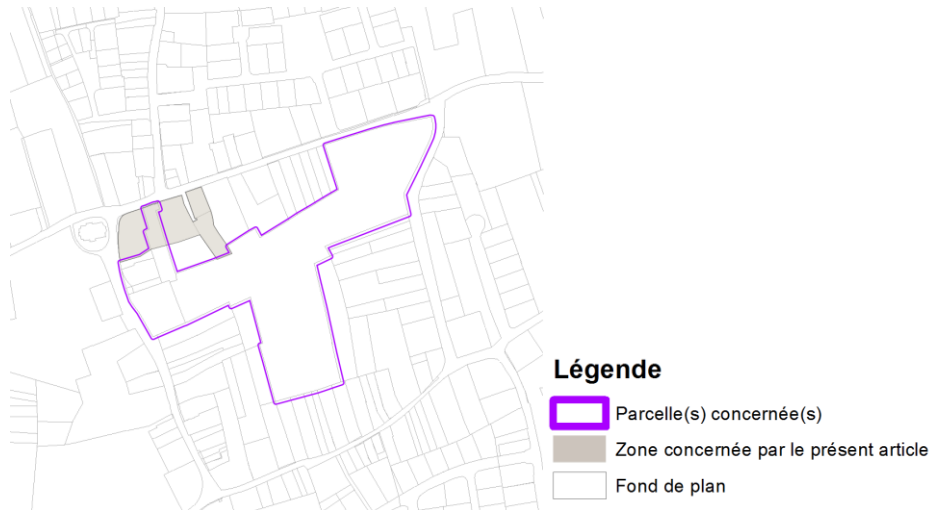 Légende
Parcelle(s) concernée(s)
Zone concernée par le présent article
Fond de plan